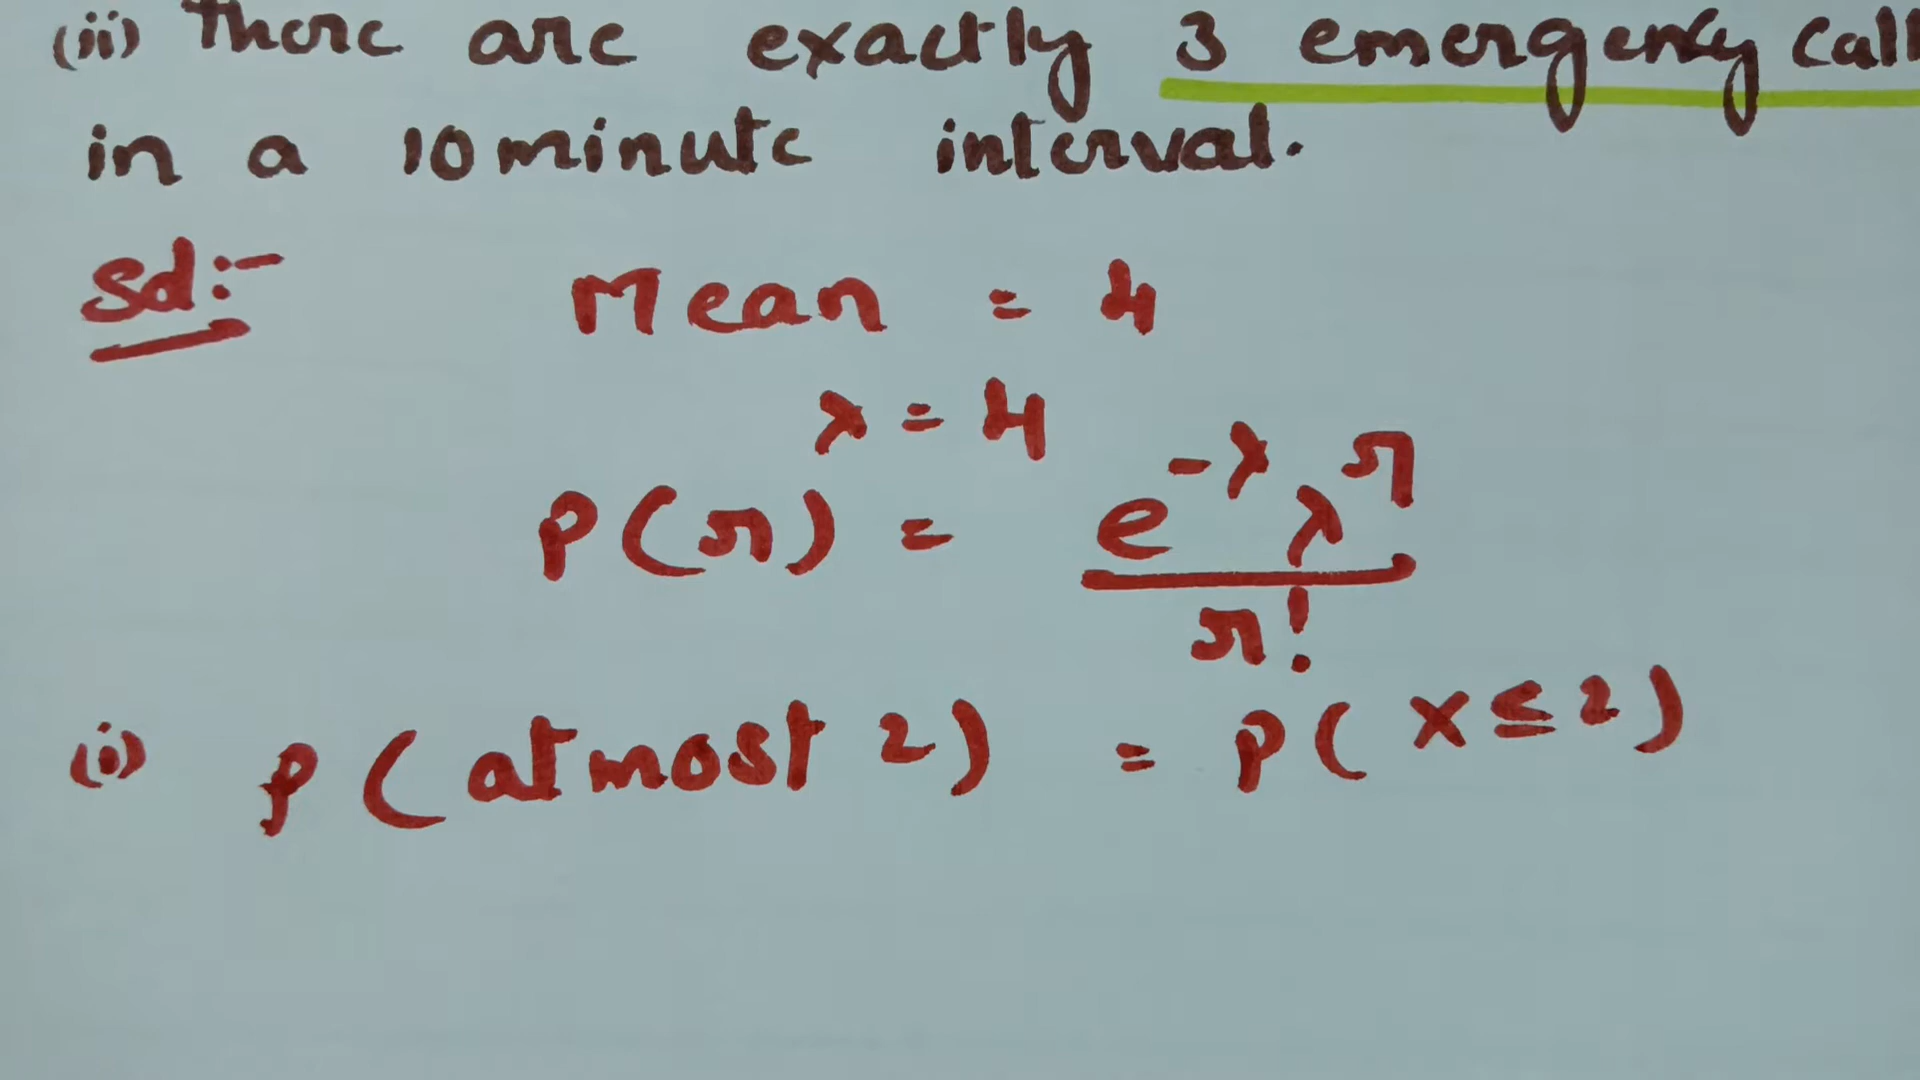 (ii) There are exactly 3 emergency call
in a 10 minute interval.
Sol:- Mean = 4
λ = 4
P(r) = e^-λ λ^r / r!
(i) P(atmost 2) = P(X ≤ 2)